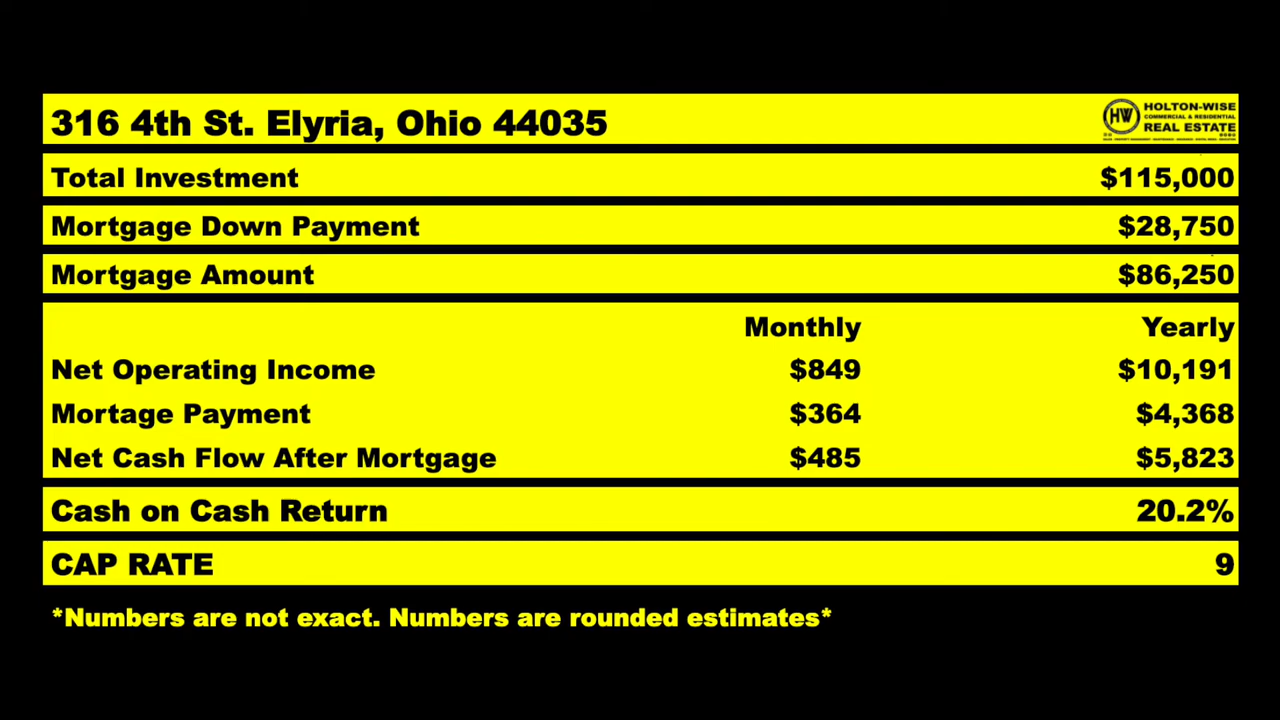 316 4th St. Elyria, Ohio 44035
HOLTON-WISE
COMMERCIAL & RESIDENTIAL
REAL ESTATE
HW
Total Investment $115,000
Mortgage Down Payment $28,750
Mortgage Amount $86,250
Monthly Yearly
Net Operating Income $849 $10,191
Mortage Payment $364 $4,368
Net Cash Flow After Mortgage $485 $5,823
Cash on Cash Return 20.2%
CAP RATE 9
*Numbers are not exact. Numbers are rounded estimates*